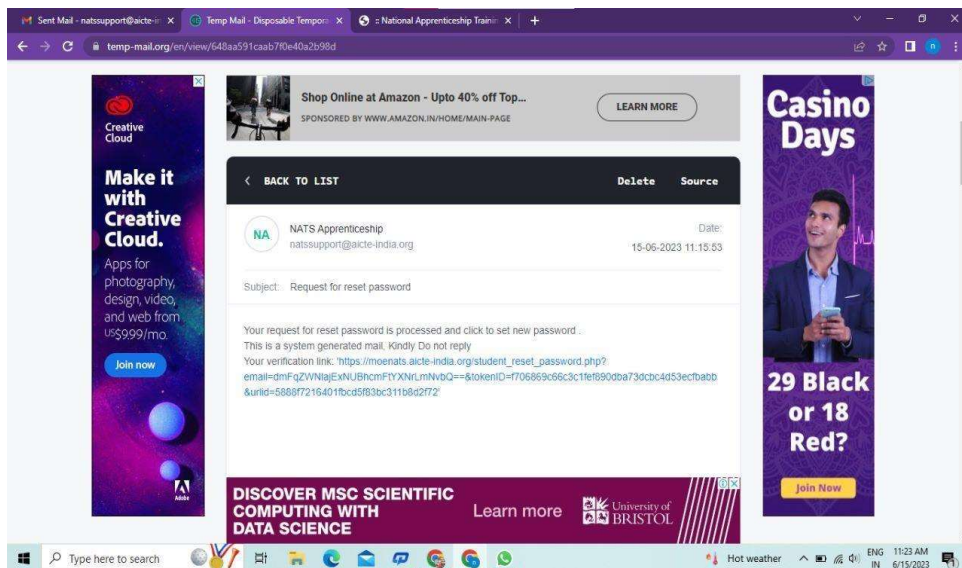 Sent Mail - natssupport@aicte-in
Temp Mail - Disposable Tempora
:: National Apprenticeship Trainin
temp-mail.org/en/view/648aa591caab7f0e40a2b98d
n
Creative
Cloud
Make it
with
Creative
Cloud.
Apps for
photography,
design, video,
and web from
US$9.99/mo.
Join now
Adobe
Shop Online at Amazon - Upto 40% off Top...
SPONSORED BY WWW.AMAZON.IN/HOME/MAIN-PAGE
LEARN MORE
BACK TO LIST
Delete Source
NA
NATS Apprenticeship
natssupport@aicte-india.org
Date:
15-06-2023 11:15:53
Subject: Request for reset password
Your request for reset password is processed and click to set new password .
This is a system generated mail, Kindly Do not reply
Your verification link: 'https://moenats.aicte-india.org/student_reset_password.php?
email=dmFqZWNlajExNUBhcmFtYXNrLmNvbQ==&tokenID=f706869c66c3c1fef890dba73dcbc4d53ecfbabb
&urlid=5888f7216401fbcd5f83bc311b8d2f72'
DISCOVER MSC SCIENTIFIC
COMPUTING WITH
DATA SCIENCE
Learn more
University of
BRISTOL
Casino
Days
29 Black
or 18
Red?
Join Now
Type here to search
Hot weather
ENG
IN
11:23 AM
6/15/2023